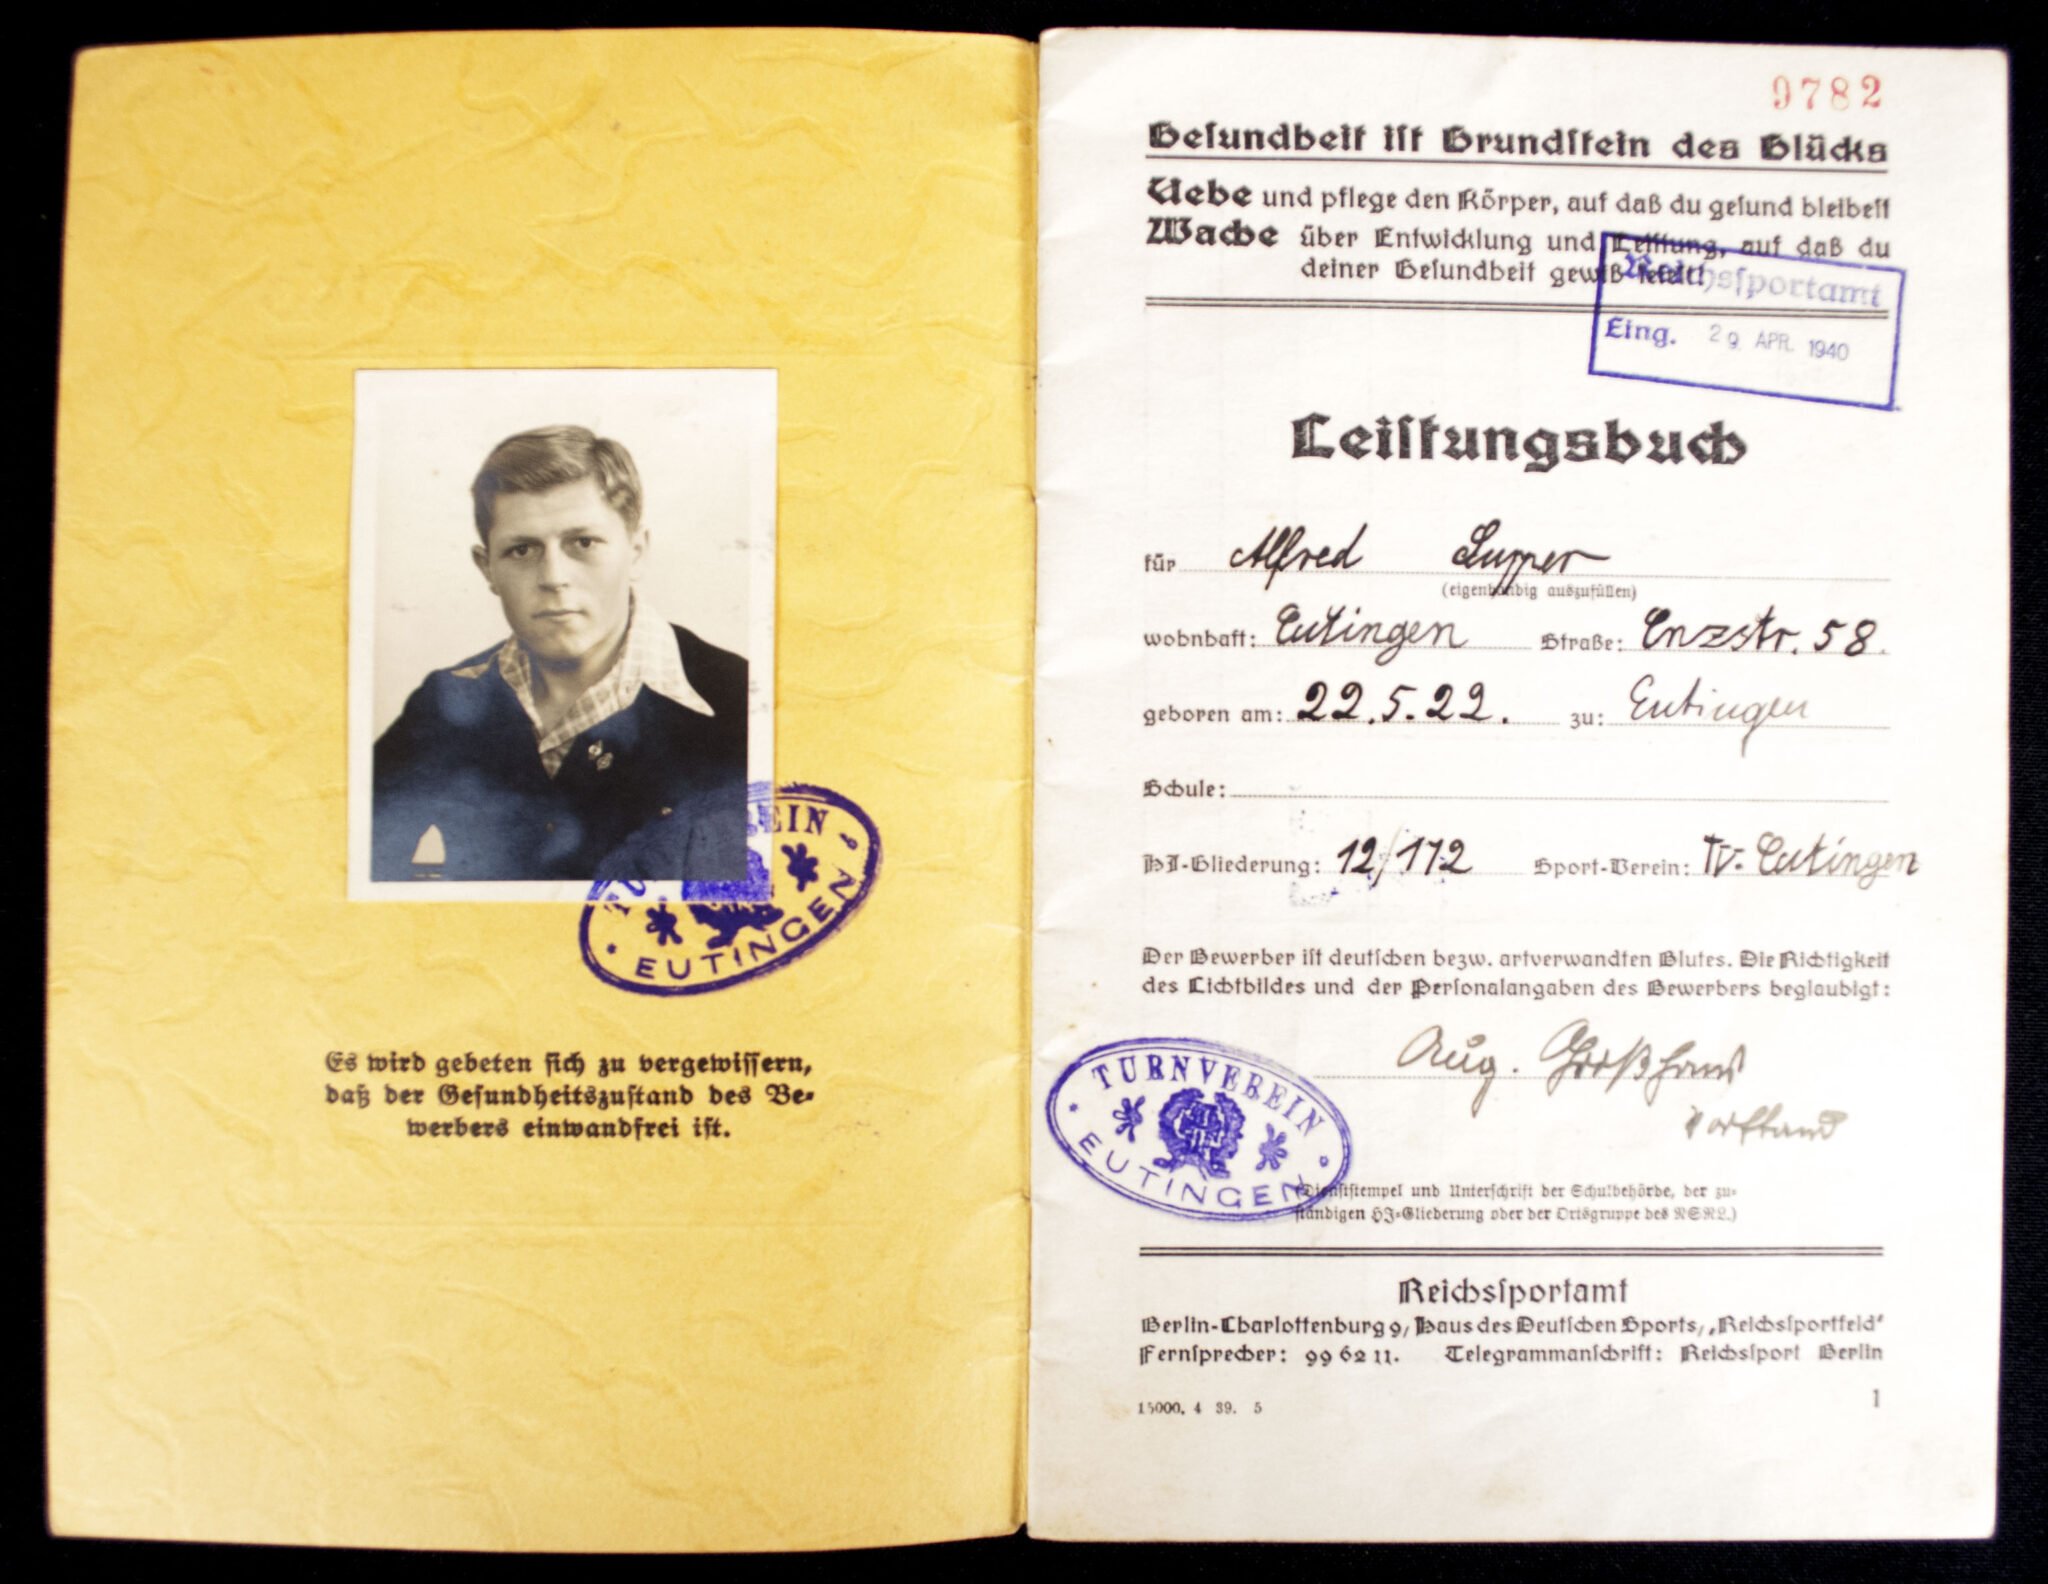 TURNVEREIN
EUTINGEN
Es wird gebeten sich zu vergewissern,
daß der Gesundheitszustand des Be-
werbers einwandfrei ist.
9782
Gesundheit ist Grundstein des Glücks
Uebe und pflege den Körper, auf daß du gesund bleibest
Wache über Entwicklung und Leistung, auf daß du
deiner Gesundheit gewiß seist!
Reichssportamt
Eing. 29. APR. 1940
Leistungsbuch
für Alfred Lupper
(eigenhändig auszufüllen)
wohnhaft: Eutingen Straße: Enzstr. 58.
geboren am: 22.5.22. zu: Eutingen
Schule:
HJ-Gliederung: 12/172 Sport-Verein: Tv. Eutingen
Der Bewerber ist deutschen bezw. artverwandten Blutes. Die Richtigkeit
des Lichtbildes und der Personalangaben des Bewerbers beglaubigt:
Aug. Großhans
Vorstand
TURNVEREIN
EUTINGEN
(Dienststempel und Unterschrift der Schulbehörde, der zu-
ständigen HJ-Gliederung oder der Ortsgruppe des NSRL.)
Reichssportamt
Berlin-Charlottenburg 9, Haus des Deutschen Sports, „Reichssportfeld"
Fernsprecher: 99 62 11. Telegrammanschrift: Reichssport Berlin
15000. 4 39. 5
1